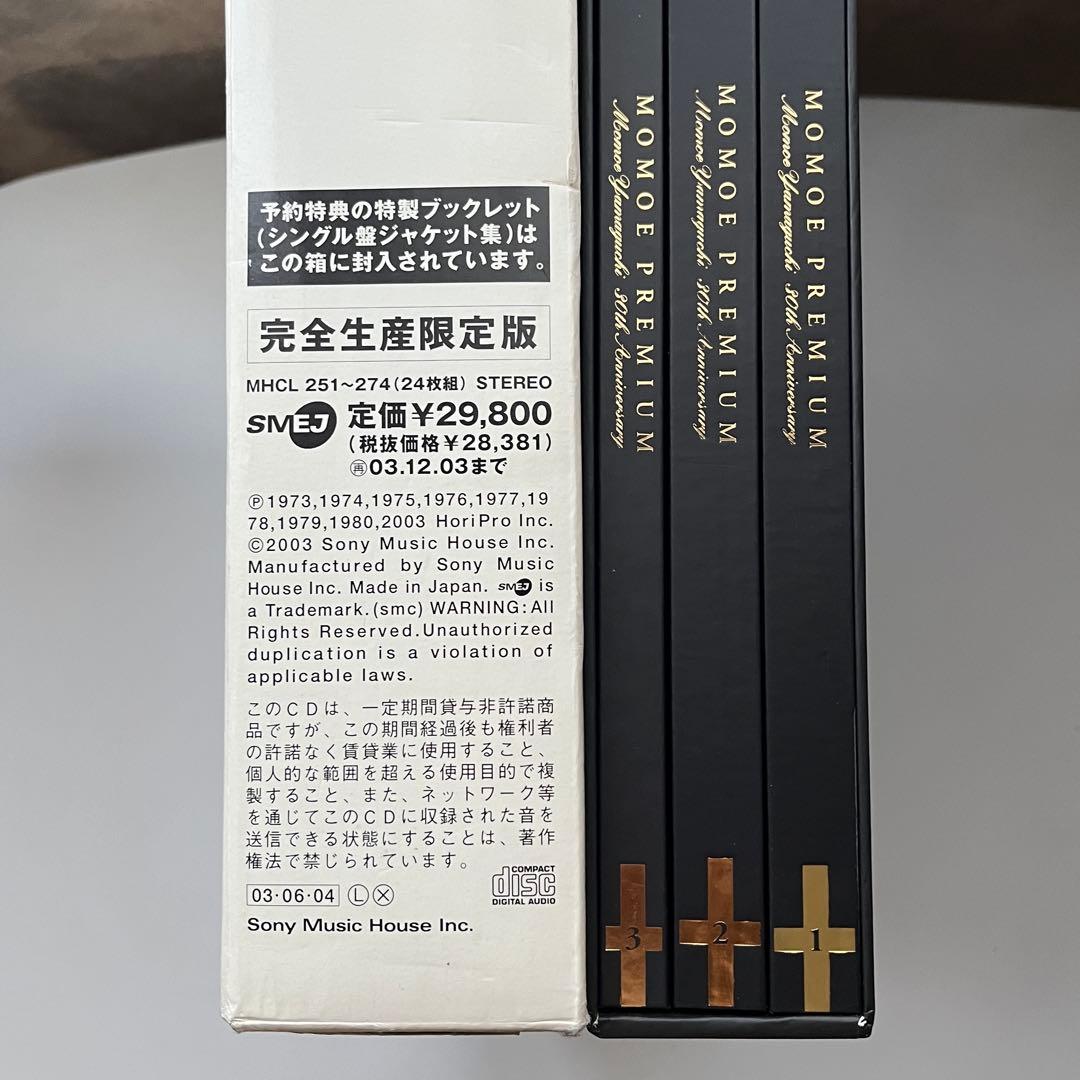 予約特典の特製ブックレット
(シングル盤ジャケット集)は
この箱に封入されています。
完全生産限定版
MHCL 251~274(24枚組) STEREO
SMEJ 定価¥29,800
(税抜価格¥28,381)
再03.12.03まで
Ⓟ1973,1974,1975,1976,1977,19
78,1979,1980,2003 HoriPro Inc.
©2003 Sony Music House Inc.
Manufactured by Sony Music
House Inc. Made in Japan. SMEJ is
a Trademark.(smc) WARNING:All
Rights Reserved.Unauthorized
duplication is a violation of
applicable laws.
このCDは、一定期間貸与非許諾商
品ですが、この期間経過後も権利者
の許諾なく賃貸業に使用すること、
個人的な範囲を超える使用目的で複
製すること、また、ネットワーク等
を通じてこのCDに収録された音を
送信できる状態にすることは、著作
権法で禁じられています。
03・06・04 Ⓛ Ⓧ
COMPACT
disc
DIGITAL AUDIO
Sony Music House Inc.
MOMOE PREMIUM
Momoe Yamaguchi 30th Anniversary
3
MOMOE PREMIUM
Momoe Yamaguchi 30th Anniversary
2
MOMOE PREMIUM
Momoe Yamaguchi 30th Anniversary
1